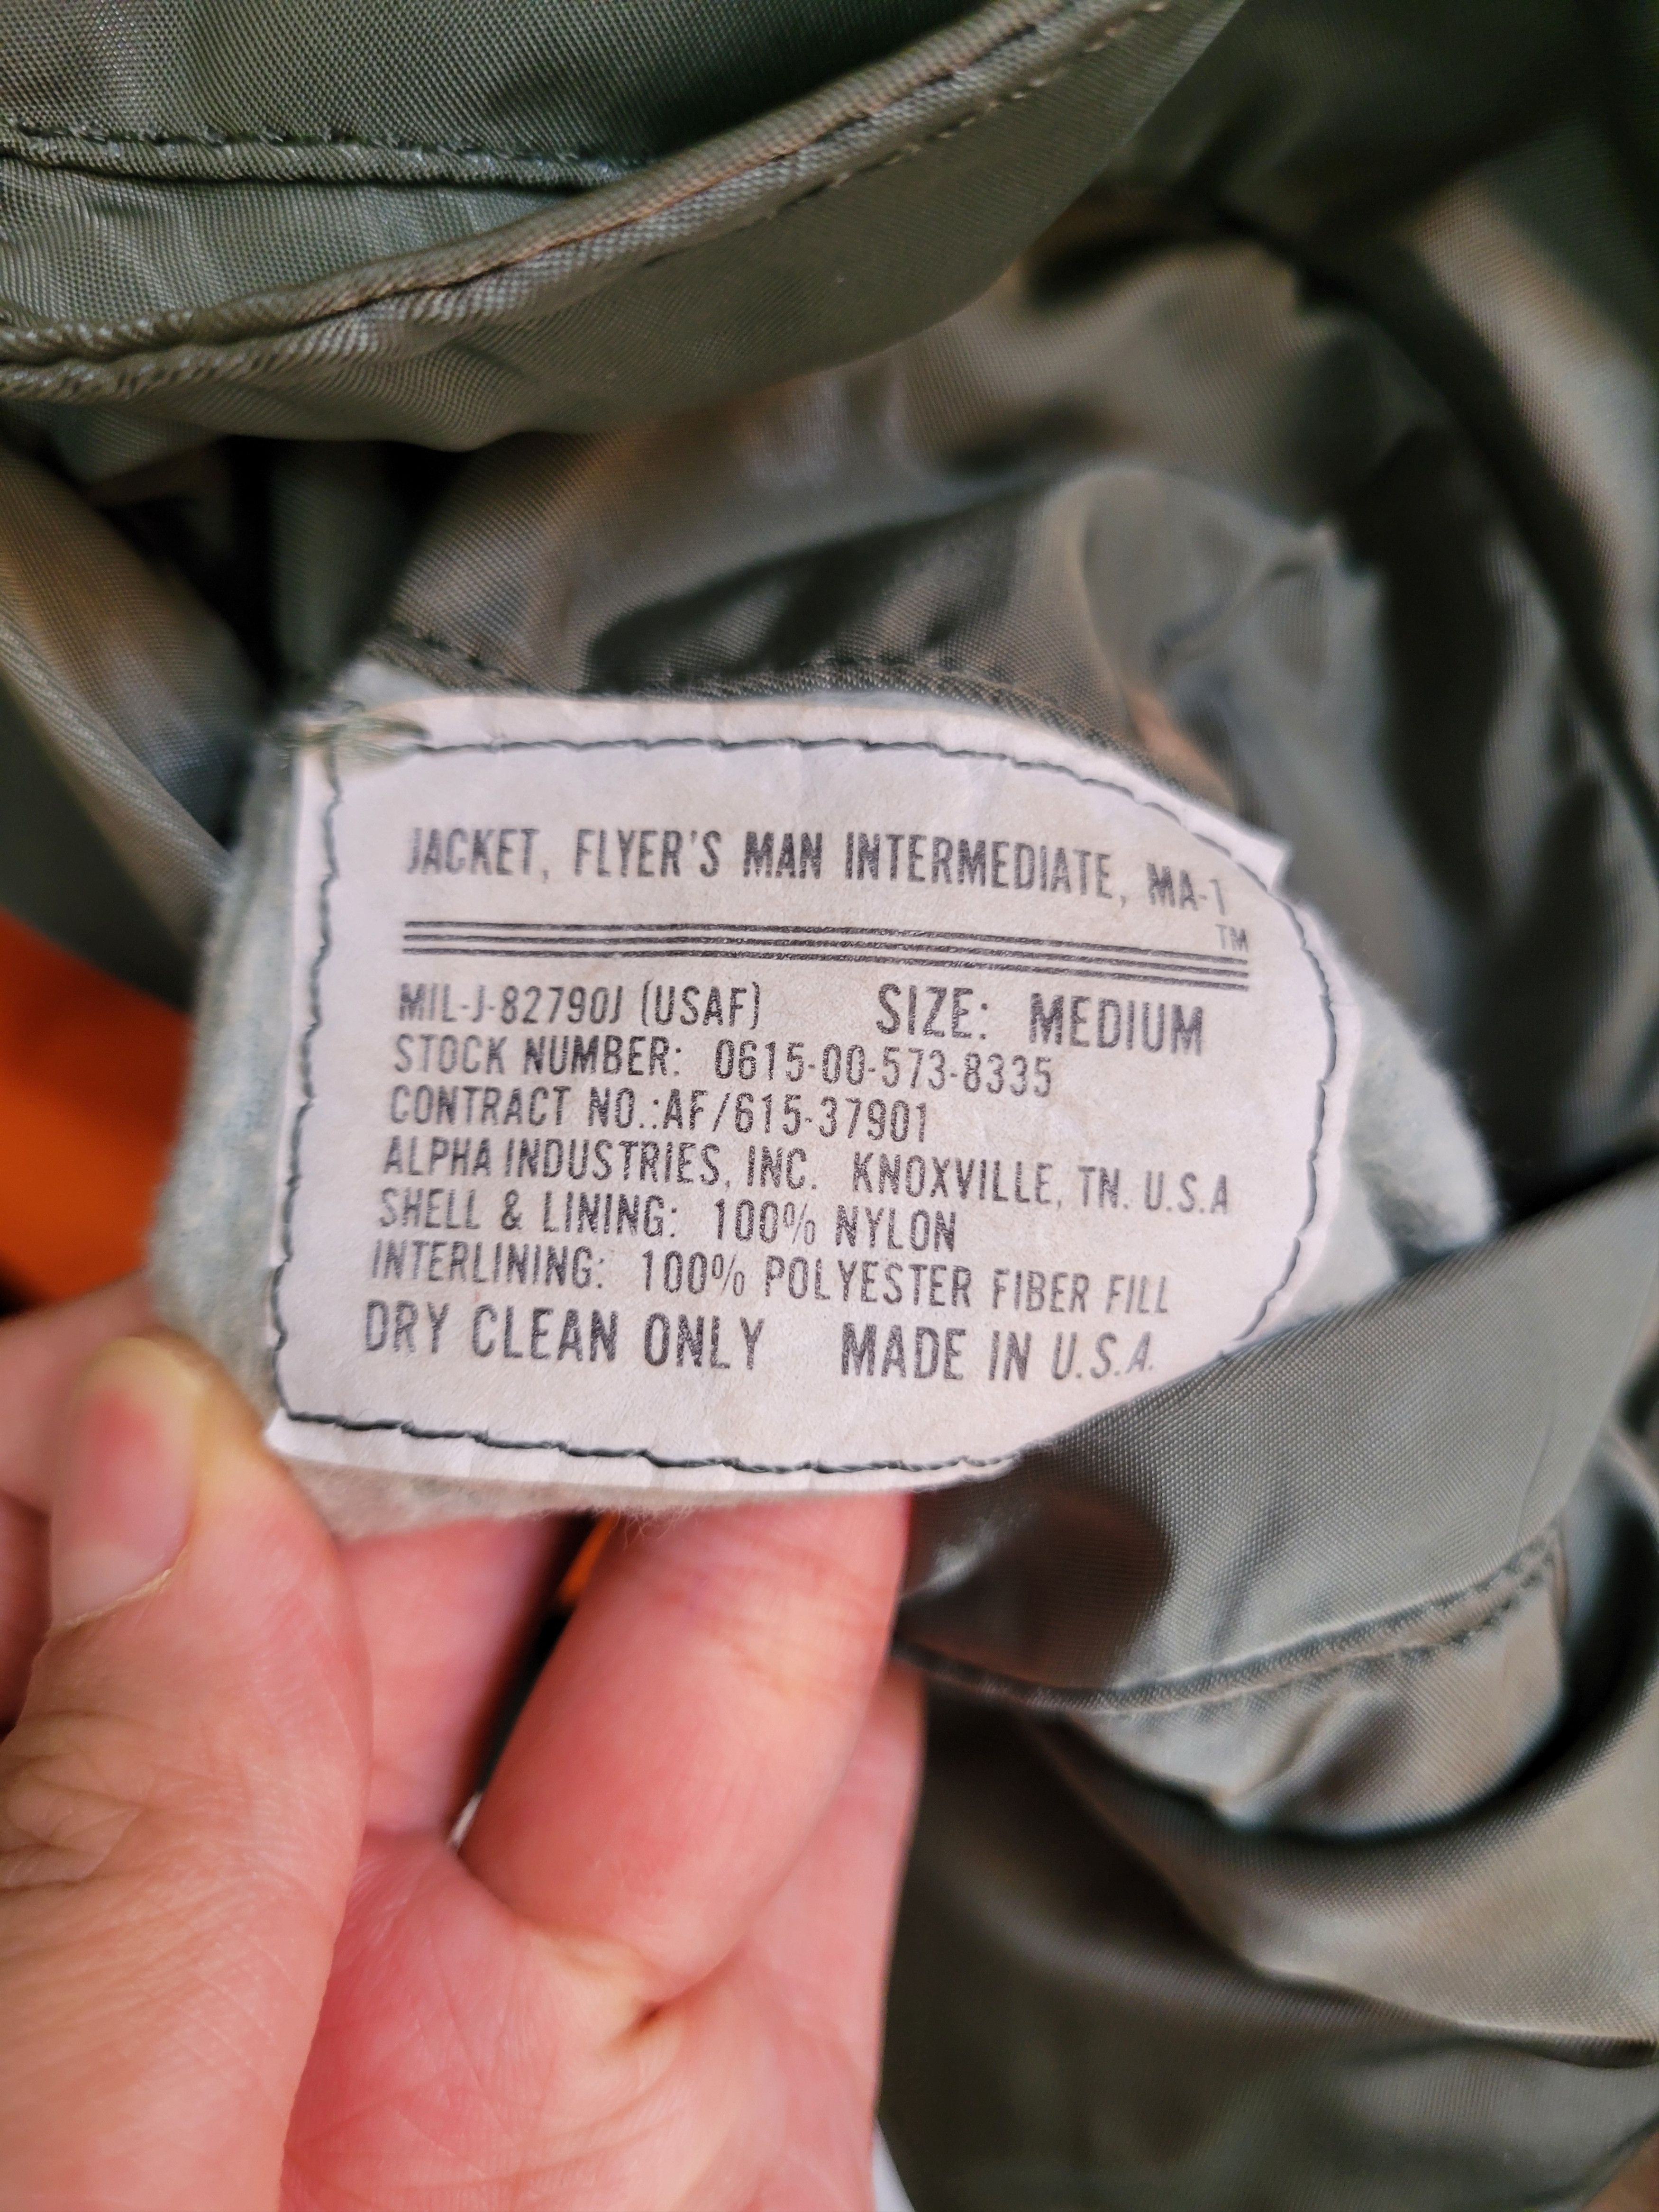 JACKET, FLYER'S MAN INTERMEDIATE, MA-1
TM
MIL-J-82790J (USAF) SIZE: MEDIUM
STOCK NUMBER: 0615-00-573-8335
CONTRACT NO.:AF/615-37901
ALPHA INDUSTRIES, INC. KNOXVILLE, TN. U.S.A
SHELL & LINING: 100% NYLON
INTERLINING: 100% POLYESTER FIBER FILL
DRY CLEAN ONLY MADE IN U.S.A.